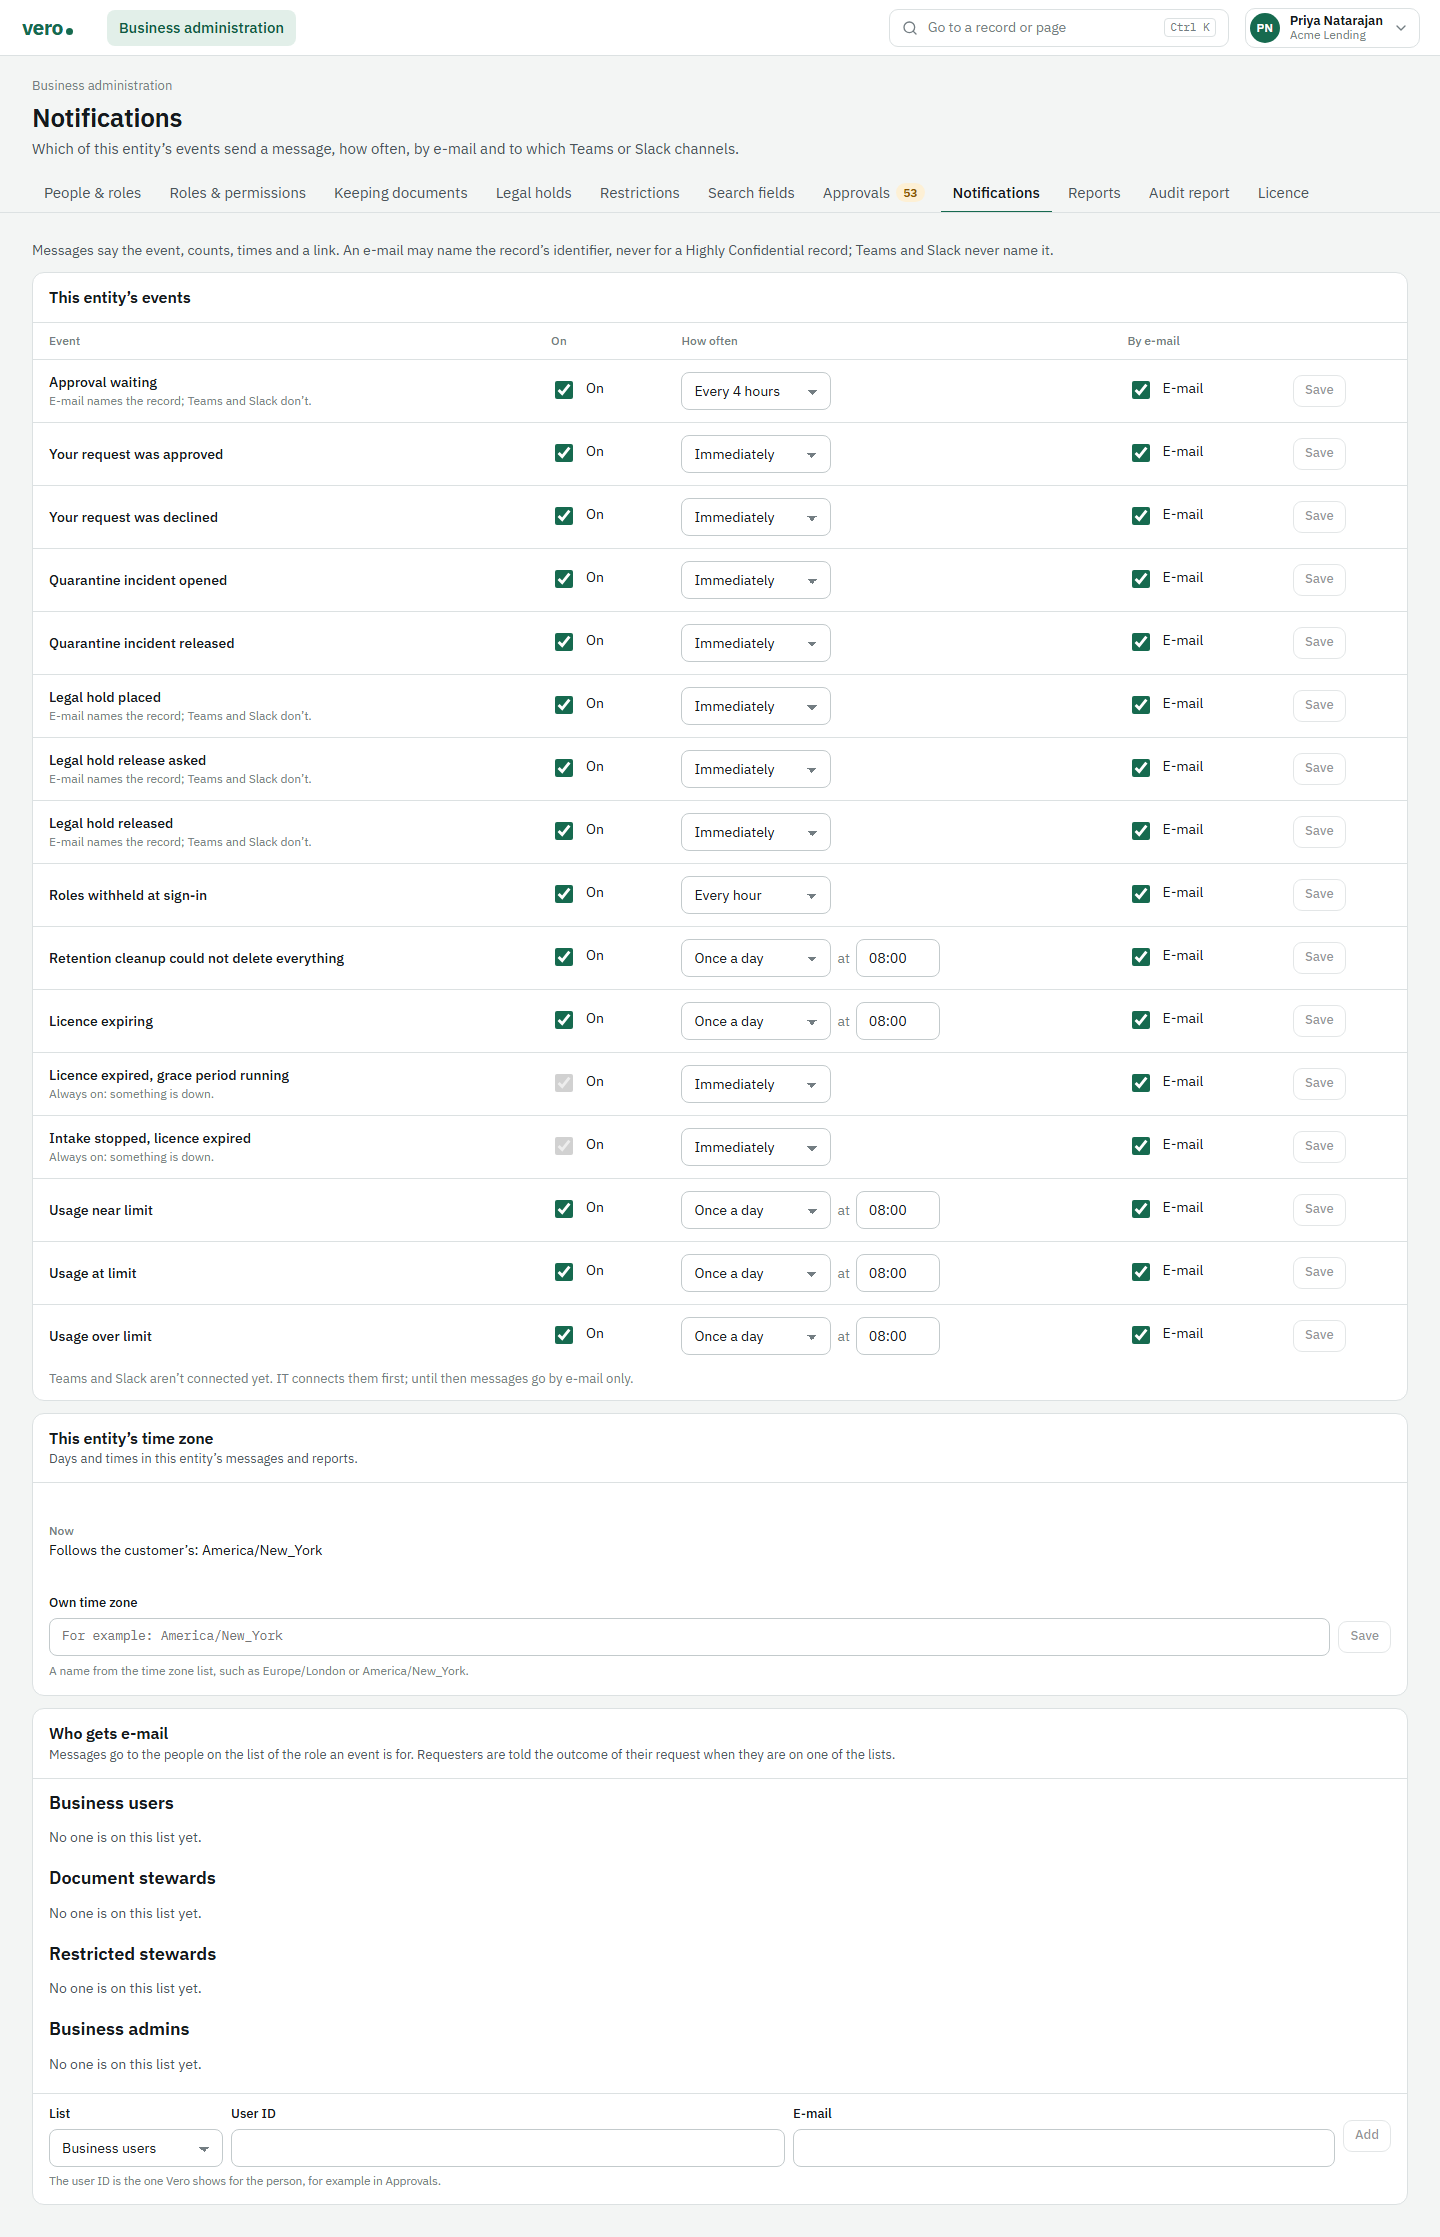 vero
Business administration
Go to a record or page
Ctrl K
PN
Priya Natarajan
Acme Lending
Business administration
Notifications
Which of this entity’s events send a message, how often, by e-mail and to which Teams or Slack channels.
People & roles
Roles & permissions
Keeping documents
Legal holds
Restrictions
Search fields
Approvals 53
Notifications
Reports
Audit report
Licence
Messages say the event, counts, times and a link. An e-mail may name the record’s identifier, never for a Highly Confidential record; Teams and Slack never name it.
This entity’s events
Event On How often By e-mail
Approval waiting On Every 4 hours E-mail Save
E-mail names the record; Teams and Slack don’t.
Your request was approved On Immediately E-mail Save
Your request was declined On Immediately E-mail Save
Quarantine incident opened On Immediately E-mail Save
Quarantine incident released On Immediately E-mail Save
Legal hold placed On Immediately E-mail Save
E-mail names the record; Teams and Slack don’t.
Legal hold release asked On Immediately E-mail Save
E-mail names the record; Teams and Slack don’t.
Legal hold released On Immediately E-mail Save
E-mail names the record; Teams and Slack don’t.
Roles withheld at sign-in On Every hour E-mail Save
Retention cleanup could not delete everything On Once a day at 08:00 E-mail Save
Licence expiring On Once a day at 08:00 E-mail Save
Licence expired, grace period running On Immediately E-mail Save
Always on: something is down.
Intake stopped, licence expired On Immediately E-mail Save
Always on: something is down.
Usage near limit On Once a day at 08:00 E-mail Save
Usage at limit On Once a day at 08:00 E-mail Save
Usage over limit On Once a day at 08:00 E-mail Save
Teams and Slack aren’t connected yet. IT connects them first; until then messages go by e-mail only.
This entity’s time zone
Days and times in this entity’s messages and reports.
Now
Follows the customer’s: America/New_York
Own time zone
For example: America/New_York
Save
A name from the time zone list, such as Europe/London or America/New_York.
Who gets e-mail
Messages go to the people on the list of the role an event is for. Requesters are told the outcome of their request when they are on one of the lists.
Business users
No one is on this list yet.
Document stewards
No one is on this list yet.
Restricted stewards
No one is on this list yet.
Business admins
No one is on this list yet.
List User ID E-mail
Business users
Add
The user ID is the one Vero shows for the person, for example in Approvals.